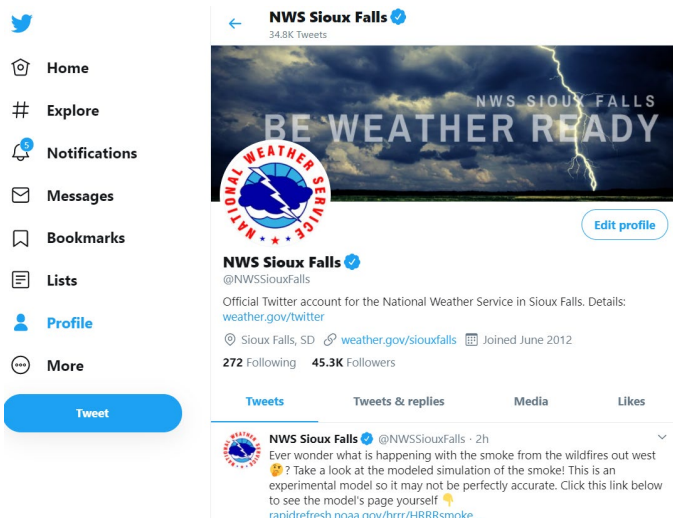 NWS Sioux Falls
34.8K Tweets
Home
Explore
5
Notifications
Messages
Bookmarks
Lists
Profile
More
Tweet
NWS SIOUX FALLS
BE WEATHER READY
NATIONAL WEATHER SERVICE
Edit profile
NWS Sioux Falls
@NWSSiouxFalls
Official Twitter account for the National Weather Service in Sioux Falls. Details:
weather.gov/twitter
Sioux Falls, SD weather.gov/siouxfalls Joined June 2012
272 Following 45.3K Followers
Tweets Tweets & replies Media Likes
NWS Sioux Falls @NWSSiouxFalls · 2h
Ever wonder what is happening with the smoke from the wildfires out west
🤔? Take a look at the modeled simulation of the smoke! This is an
experimental model so it may not be perfectly accurate. Click this link below
to see the model's page yourself 👇
rapidrefresh.noaa.gov/hrrr/HRRRsmoke